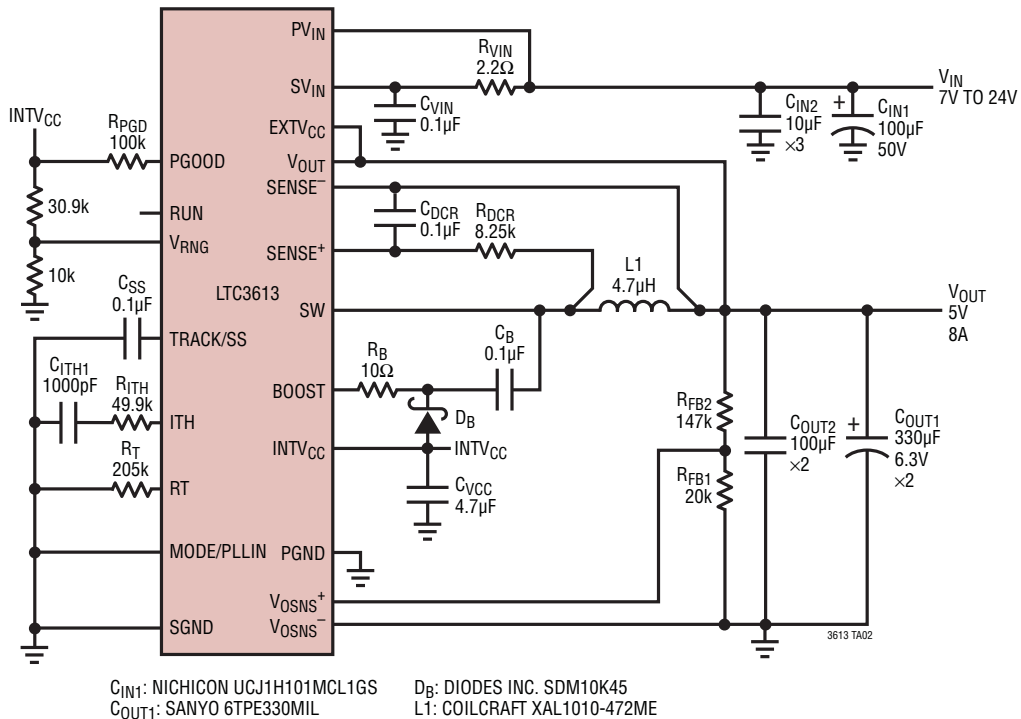 PVIN
RVIN
2.2Ω
SVIN
VIN
7V TO 24V
CVIN
0.1µF
CIN2
10µF
×3
+
CIN1
100µF
50V
INTVCC
RPGD
100k
EXTVCC
PGOOD
VOUT
SENSE–
30.9k
RUN
CDCR
0.1µF
RDCR
8.25k
VRNG
SENSE+
10k
LTC3613
L1
4.7µH
CSS
0.1µF
SW
VOUT
5V
8A
TRACK/SS
CB
0.1µF
CITH1
1000pF
RITH
49.9k
RB
10Ω
BOOST
DB
ITH
RFB2
147k
COUT2
100µF
×2
+
COUT1
330µF
6.3V
×2
INTVCC
INTVCC
RT
205k
RT
CVCC
4.7µF
RFB1
20k
MODE/PLLIN
PGND
VOSNS+
SGND
VOSNS–
3613 TA02
CIN1: NICHICON UCJ1H101MCL1GS
COUT1: SANYO 6TPE330MIL
DB: DIODES INC. SDM10K45
L1: COILCRAFT XAL1010-472ME